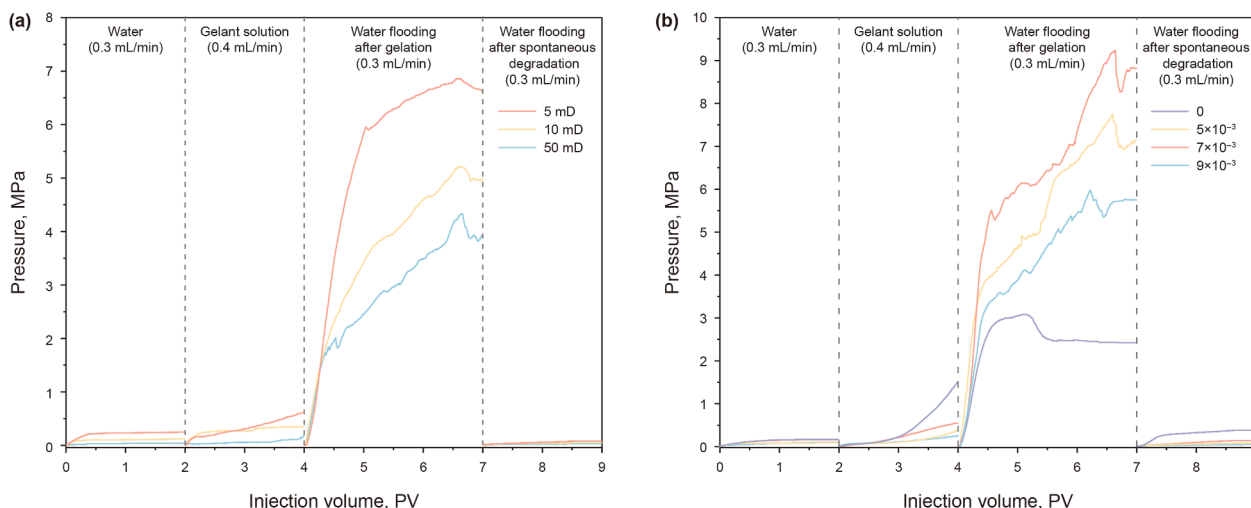 (a)
Water
(0.3 mL/min)
Gelant solution
(0.4 mL/min)
Water flooding
after gelation
(0.3 mL/min)
Water flooding
after spontaneous
degradation
(0.3 mL/min)
5 mD
10 mD
50 mD
8
7
6
5
4
3
2
1
0
Pressure, MPa
0 1 2 3 4 5 6 7 8 9
Injection volume, PV
(b)
Water
(0.3 mL/min)
Gelant solution
(0.4 mL/min)
Water flooding
after gelation
(0.3 mL/min)
Water flooding
after spontaneous
degradation
(0.3 mL/min)
0
5×10⁻³
7×10⁻³
9×10⁻³
10
9
8
7
6
5
4
3
2
1
0
Pressure, MPa
0 1 2 3 4 5 6 7 8
Injection volume, PV